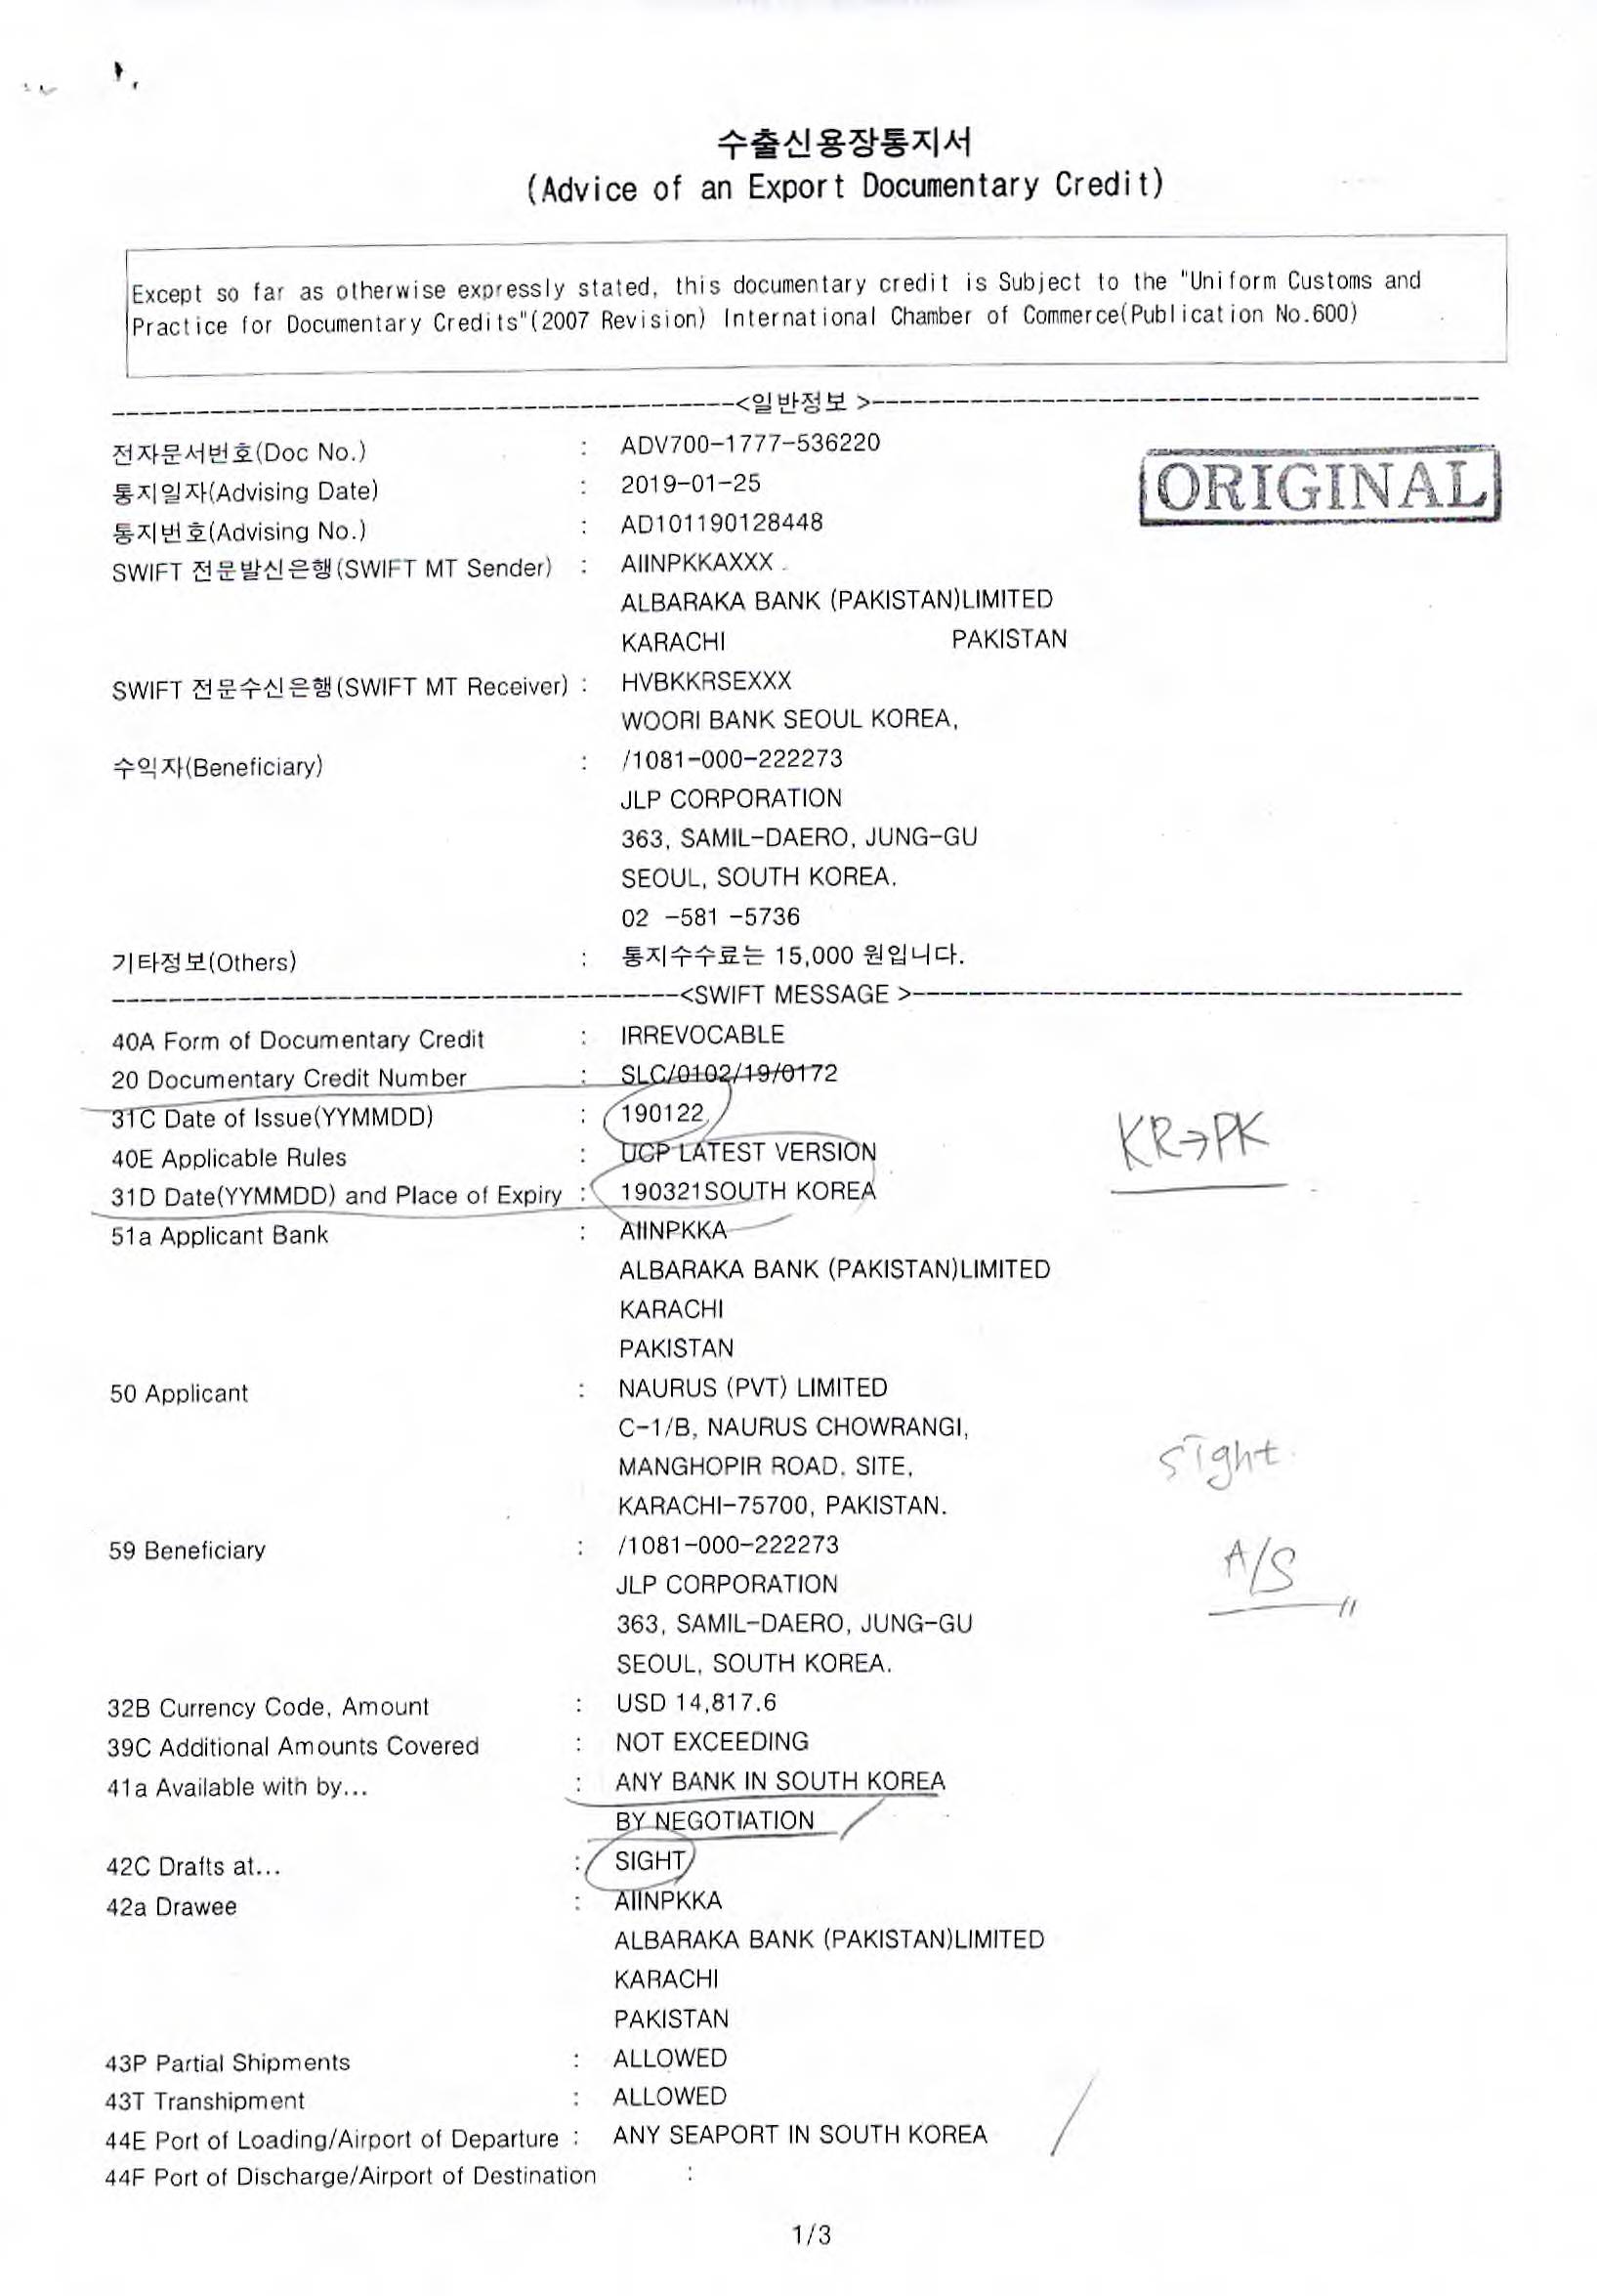 수출신용장통지서
(Advice of an Export Documentary Credit)
Except so far as otherwise expressly stated, this documentary credit is Subject to the "Uniform Customs and
Practice for Documentary Credits"(2007 Revision) International Chamber of Commerce(Publication No.600)
--------------------<일반정보 >--------------------
전자문서번호(Doc No.) : ADV700-1777-536220
ORIGINAL
통지일자(Advising Date) : 2019-01-25
통지번호(Advising No.) : AD101190128448
SWIFT 전문발신은행(SWIFT MT Sender) : AIINPKKAXXX
ALBARAKA BANK (PAKISTAN)LIMITED
KARACHI PAKISTAN
SWIFT 전문수신은행(SWIFT MT Receiver) : HVBKKRSEXXX
WOORI BANK SEOUL KOREA,
수익자(Beneficiary) : /1081-000-222273
JLP CORPORATION
363, SAMIL-DAERO, JUNG-GU
SEOUL, SOUTH KOREA.
02 -581 -5736
기타정보(Others) : 통지수수료는 15,000 원입니다.
--------------------<SWIFT MESSAGE >--------------------
40A Form of Documentary Credit : IRREVOCABLE
20 Documentary Credit Number : SLC/0102/19/0172
31C Date of Issue(YYMMDD) : 190122
KR→PK
40E Applicable Rules : UCP LATEST VERSION
31D Date(YYMMDD) and Place of Expiry : 190321SOUTH KOREA
51a Applicant Bank : AIINPKKA
ALBARAKA BANK (PAKISTAN)LIMITED
KARACHI
PAKISTAN
50 Applicant : NAURUS (PVT) LIMITED
C-1/B, NAURUS CHOWRANGI,
MANGHOPIR ROAD, SITE,
sight.
KARACHI-75700, PAKISTAN.
59 Beneficiary : /1081-000-222273
A/S
JLP CORPORATION
363, SAMIL-DAERO, JUNG-GU
SEOUL, SOUTH KOREA.
32B Currency Code, Amount : USD 14,817.6
39C Additional Amounts Covered : NOT EXCEEDING
41a Available with by... : ANY BANK IN SOUTH KOREA
BY NEGOTIATION
42C Drafts at... : SIGHT
42a Drawee : AIINPKKA
ALBARAKA BANK (PAKISTAN)LIMITED
KARACHI
PAKISTAN
43P Partial Shipments : ALLOWED
43T Transhipment : ALLOWED
44E Port of Loading/Airport of Departure : ANY SEAPORT IN SOUTH KOREA
44F Port of Discharge/Airport of Destination :
1/3